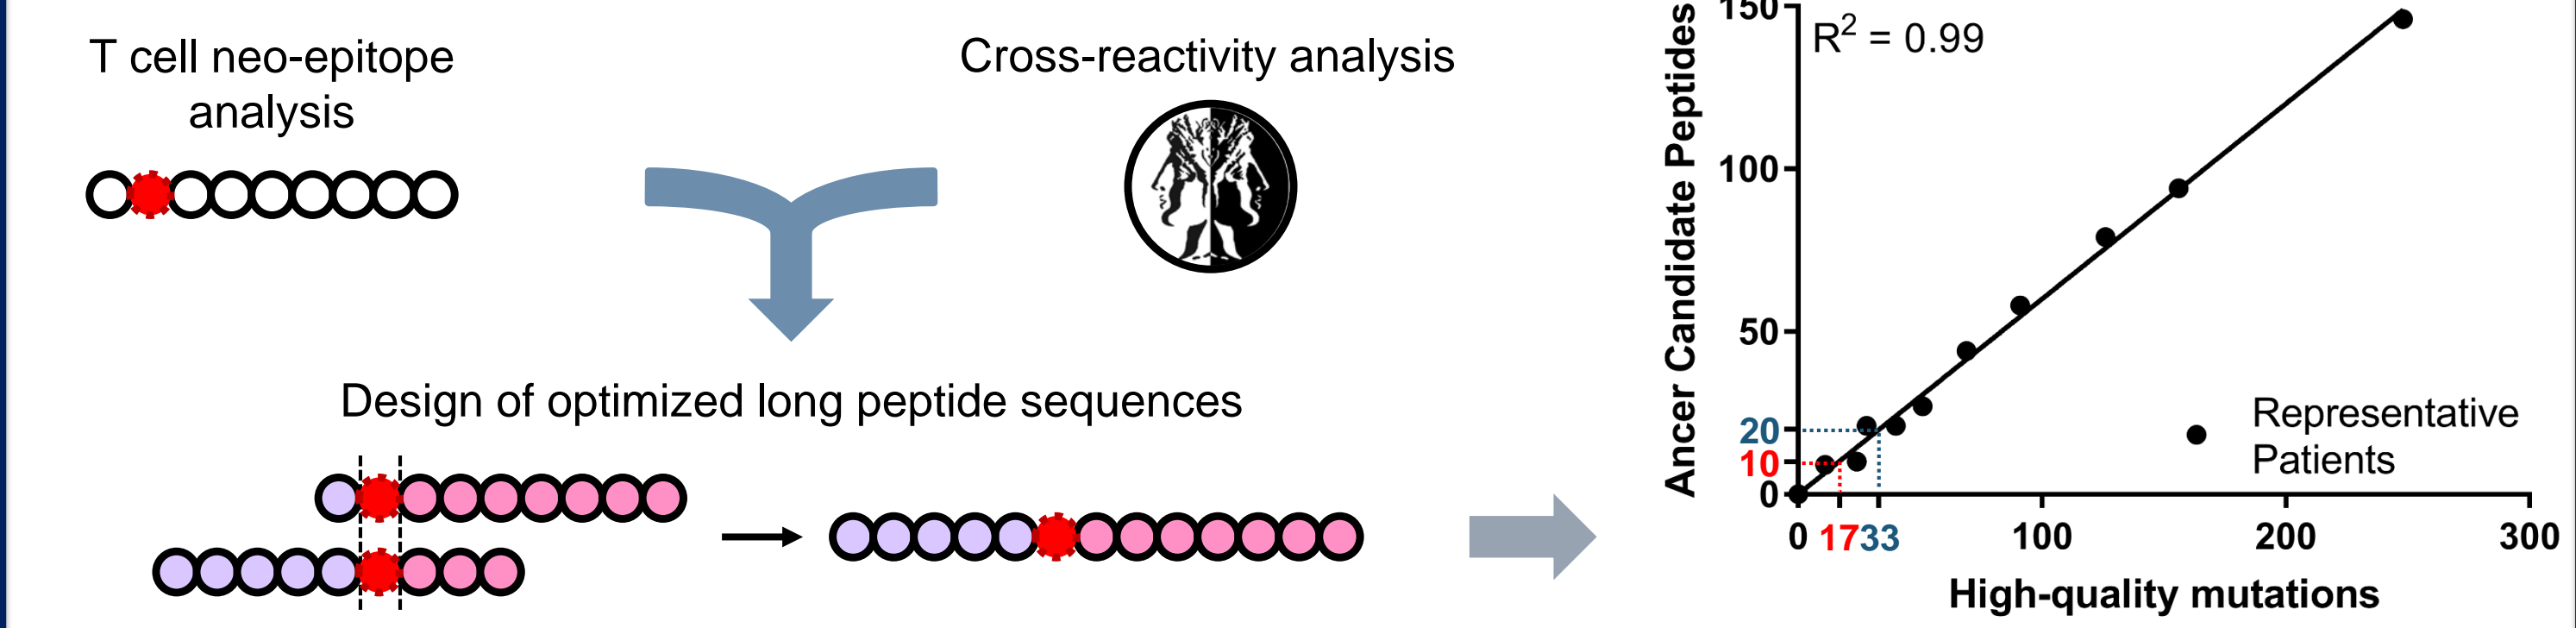 T cell neo-epitope
analysis
Cross-reactivity analysis
Design of optimized long peptide sequences
Ancer Candidate Peptides
150
100
50
20
10
0
R² = 0.99
Representative
Patients
0 17 33 100 200 300
High-quality mutations